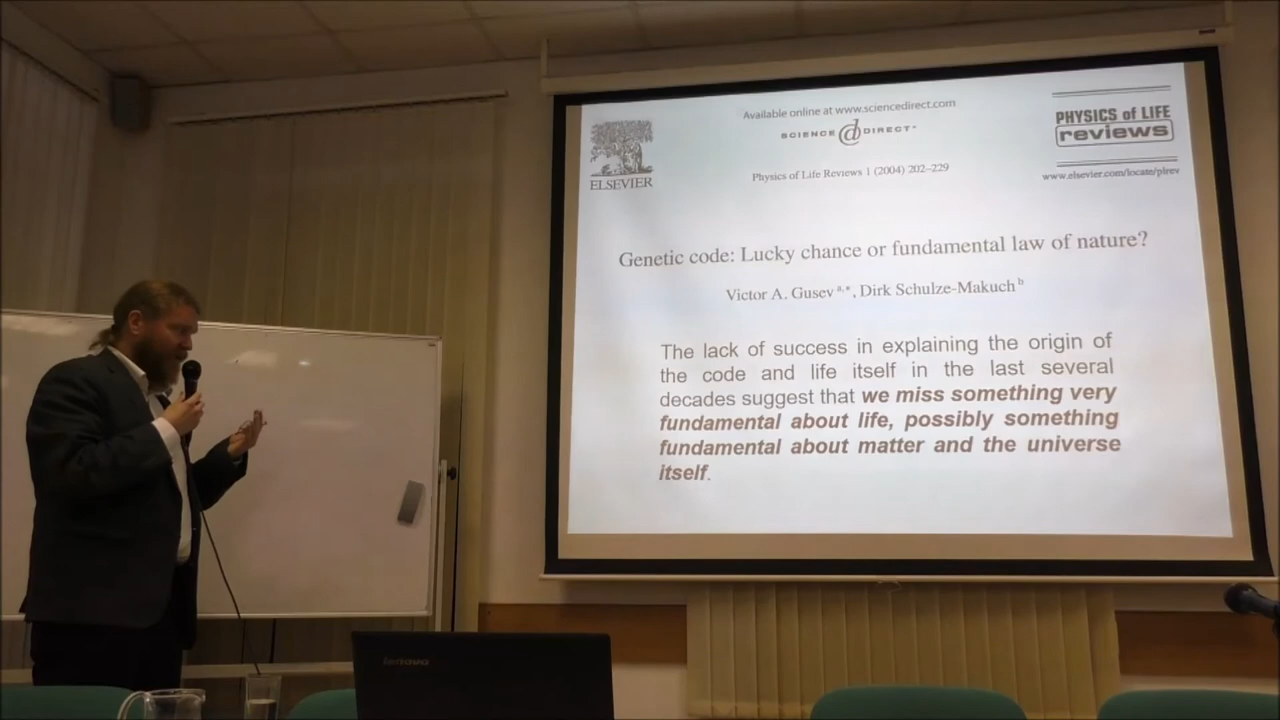 Available online at www.sciencedirect.com
SCIENCE @ DIRECT®
ELSEVIER
PHYSICS of LIFE
reviews
Physics of Life Reviews 1 (2004) 202–229
www.elsevier.com/locate/plrev
Genetic code: Lucky chance or fundamental law of nature?
Victor A. Gusev a,*, Dirk Schulze-Makuch b
The lack of success in explaining the origin of
the code and life itself in the last several
decades suggest that we miss something very
fundamental about life, possibly something
fundamental about matter and the universe
itself.
lenovo